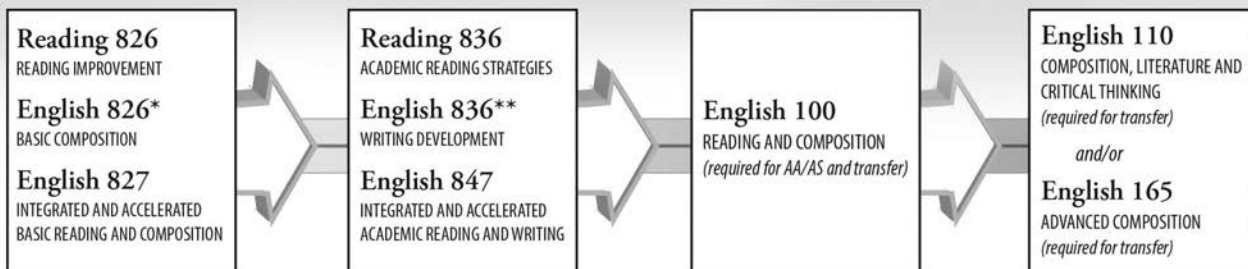 Reading 826
READING IMPROVEMENT
English 826*
BASIC COMPOSITION
English 827
INTEGRATED AND ACCELERATED
BASIC READING AND COMPOSITION
Reading 836
ACADEMIC READING STRATEGIES
English 836**
WRITING DEVELOPMENT
English 847
INTEGRATED AND ACCELERATED
ACADEMIC READING AND WRITING
English 100
READING AND COMPOSITION
(required for AA/AS and transfer)
English 110
COMPOSITION, LITERATURE AND
CRITICAL THINKING
(required for transfer)
and/or
English 165
ADVANCED COMPOSITION
(required for transfer)